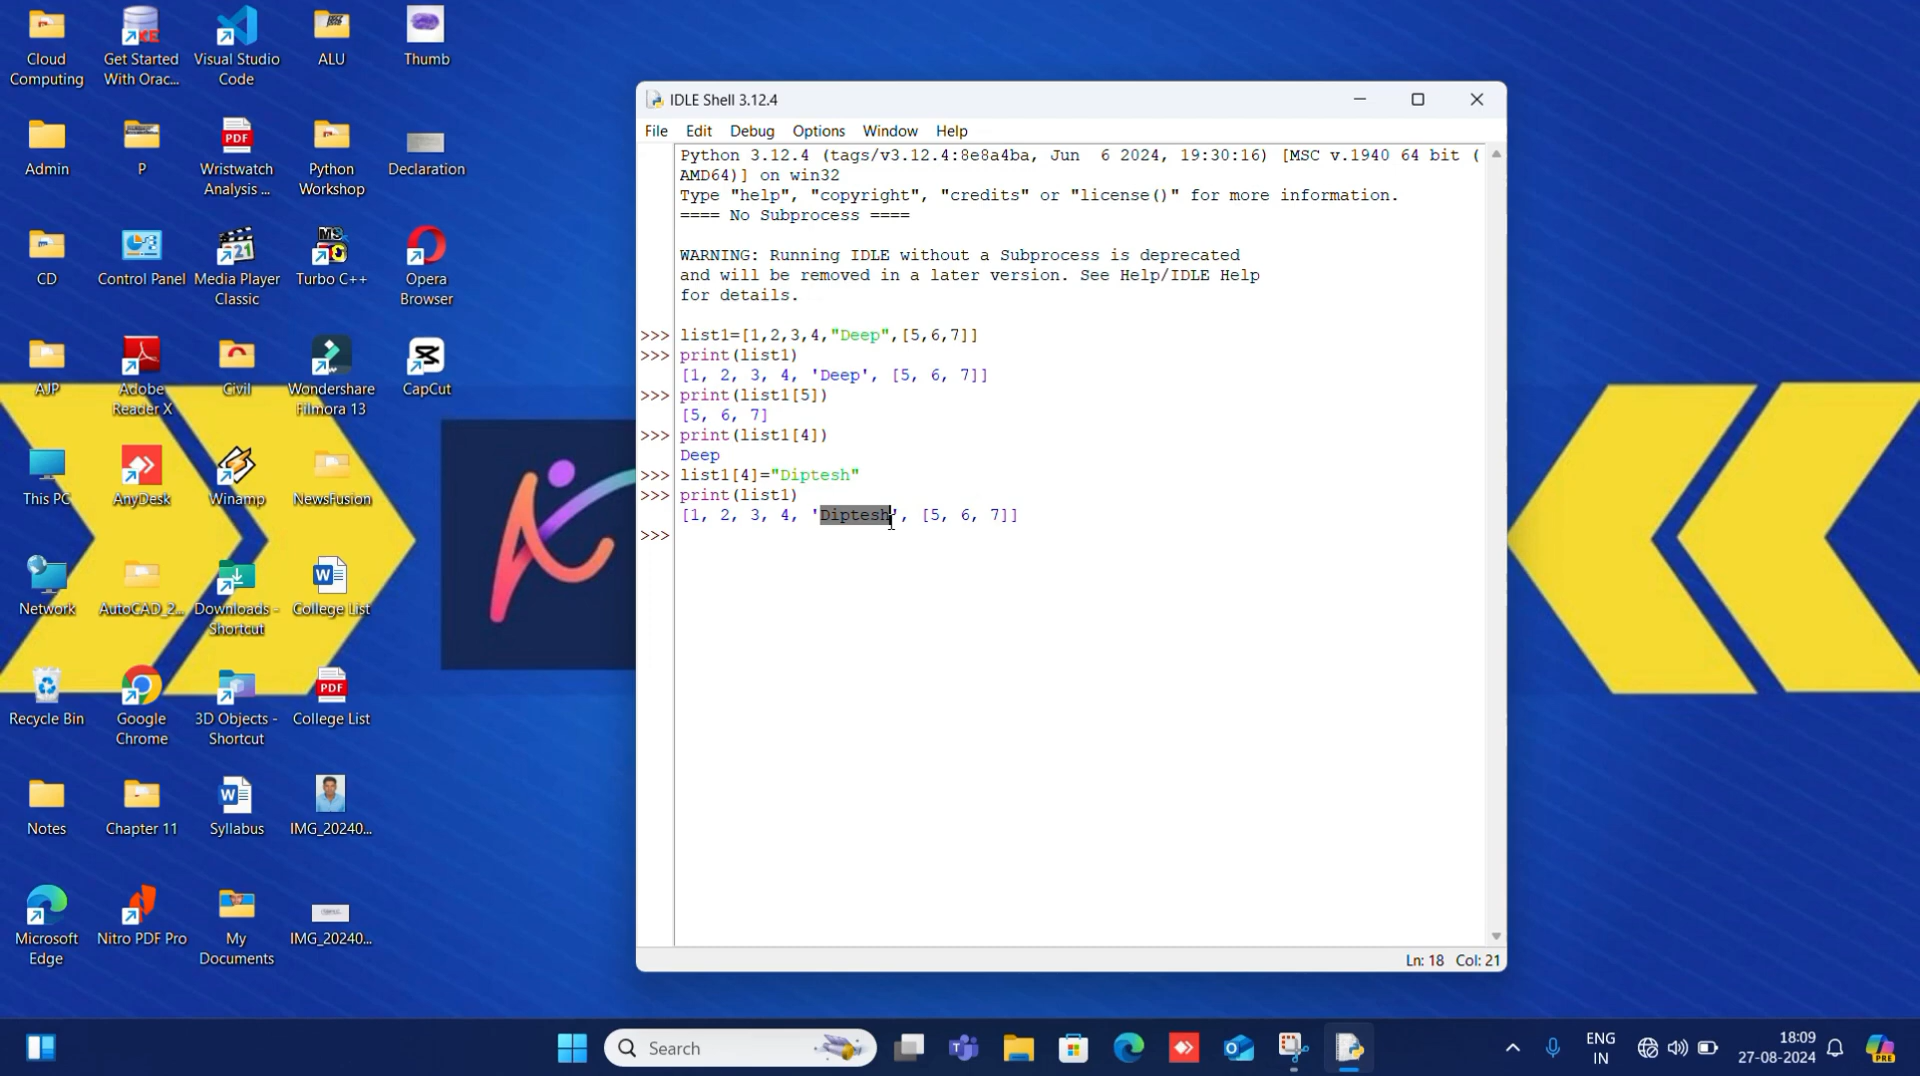 Cloud Computing
Get Started With Orac...
Visual Studio Code
ALU
Thumb
Admin
P
Wristwatch Analysis ...
Python Workshop
Declaration
CD
Control Panel
Media Player Classic
Turbo C++
Opera Browser
AJP
Adobe Reader X
Civil
Wondershare Filmora 13
CapCut
This PC
AnyDesk
Winamp
NewsFusion
Network
AutoCAD_2...
Downloads - Shortcut
College List
Recycle Bin
Google Chrome
3D Objects - Shortcut
College List
Notes
Chapter 11
Syllabus
IMG_20240...
Microsoft Edge
Nitro PDF Pro
My Documents
IMG_20240...
IDLE Shell 3.12.4
File Edit Debug Options Window Help
Python 3.12.4 (tags/v3.12.4:8e8a4ba, Jun  6 2024, 19:30:16) [MSC v.1940 64 bit (
AMD64)] on win32
Type "help", "copyright", "credits" or "license()" for more information.
==== No Subprocess ====
WARNING: Running IDLE without a Subprocess is deprecated
and will be removed in a later version. See Help/IDLE Help
for details.
>>> list1=[1,2,3,4,"Deep",[5,6,7]]
>>> print(list1)
[1, 2, 3, 4, 'Deep', [5, 6, 7]]
>>> print(list1[5])
[5, 6, 7]
>>> print(list1[4])
Deep
>>> list1[4]="Diptesh"
>>> print(list1)
[1, 2, 3, 4, 'Diptesh', [5, 6, 7]]
>>>
Ln: 18 Col: 21
Search
ENG
IN
18:09
27-08-2024